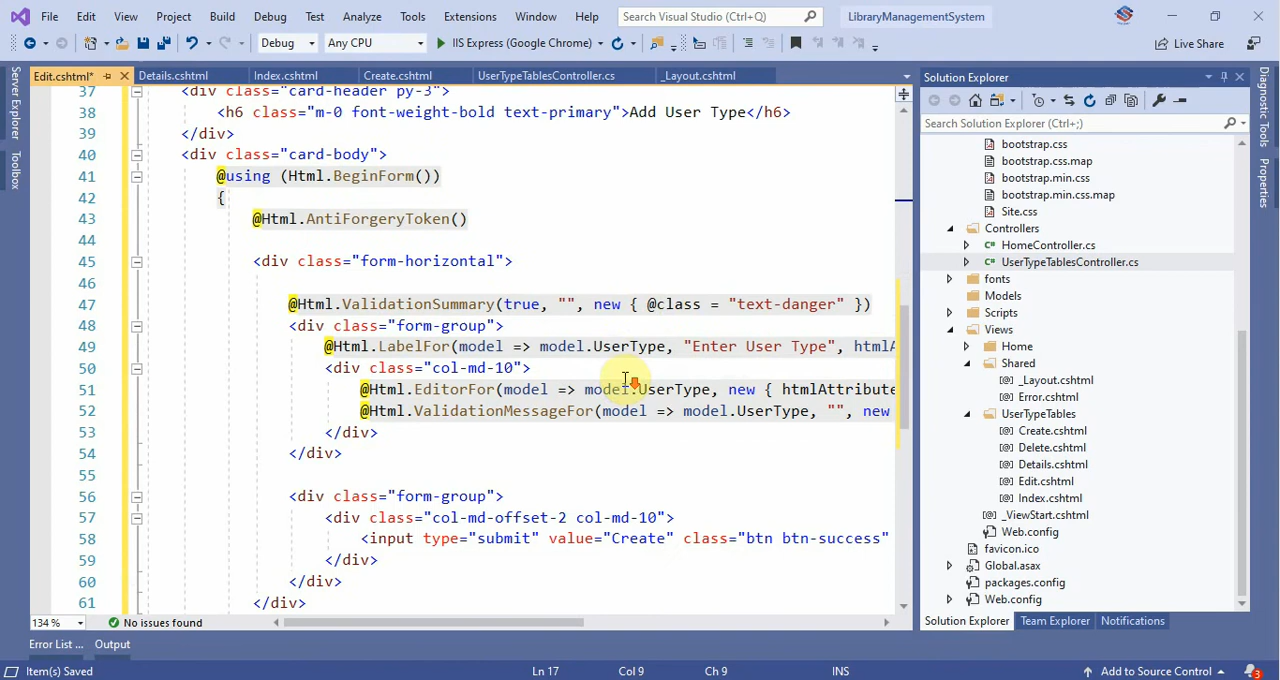 File Edit View Project Build Debug Test Analyze Tools Extensions Window Help Search Visual Studio (Ctrl+Q) LibraryManagementSystem
Debug Any CPU IIS Express (Google Chrome) Live Share
Edit.cshtml* Details.cshtml Index.cshtml Create.cshtml UserTypeTablesController.cs _Layout.cshtml
Server Explorer
Toolbox
37 <div class="card-header py-3">
38 <h6 class="m-0 font-weight-bold text-primary">Add User Type</h6>
39 </div>
40 <div class="card-body">
41 @using (Html.BeginForm())
42 {
43 @Html.AntiForgeryToken()
44
45 <div class="form-horizontal">
46
47 @Html.ValidationSummary(true, "", new { @class = "text-danger" })
48 <div class="form-group">
49 @Html.LabelFor(model => model.UserType, "Enter User Type", htmlA
50 <div class="col-md-10">
51 @Html.EditorFor(model => model.UserType, new { htmlAttribute
52 @Html.ValidationMessageFor(model => model.UserType, "", new
53 </div>
54 </div>
55
56 <div class="form-group">
57 <div class="col-md-offset-2 col-md-10">
58 <input type="submit" value="Create" class="btn btn-success"
59 </div>
60 </div>
61 </div>
134 % No issues found
Error List ... Output
Item(s) Saved Ln 17 Col 9 Ch 9 INS Add to Source Control 3
Solution Explorer
Search Solution Explorer (Ctrl+;)
bootstrap.css
bootstrap.css.map
bootstrap.min.css
bootstrap.min.css.map
Site.css
Controllers
HomeController.cs
UserTypeTablesController.cs
fonts
Models
Scripts
Views
Home
Shared
_Layout.cshtml
Error.cshtml
UserTypeTables
Create.cshtml
Delete.cshtml
Details.cshtml
Edit.cshtml
Index.cshtml
_ViewStart.cshtml
Web.config
favicon.ico
Global.asax
packages.config
Web.config
Solution Explorer Team Explorer Notifications
Diagnostic Tools
Properties